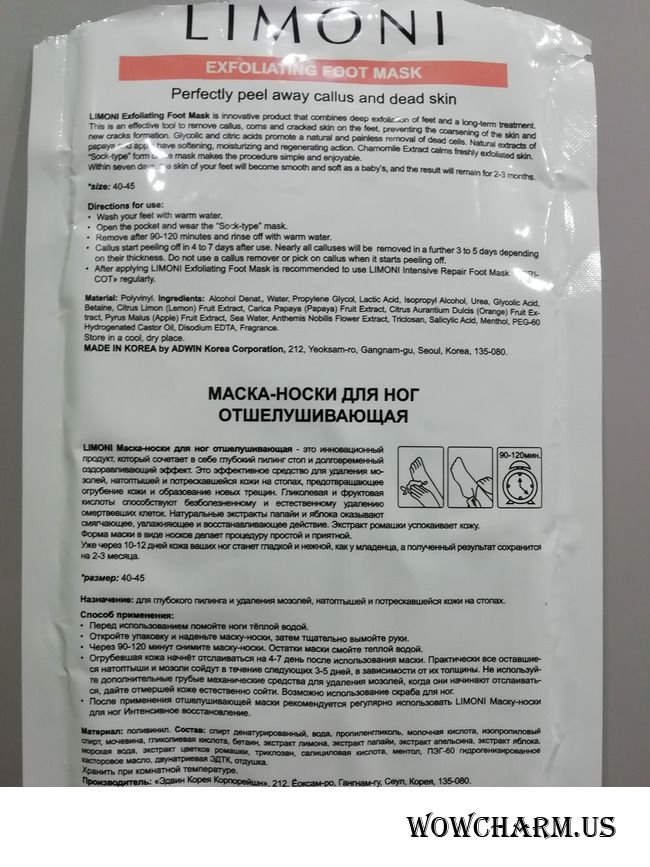 LIMONI
EXFOLIATING FOOT MASK
Perfectly peel away callus and dead skin
LIMONI Exfoliating Foot Mask is innovative product that combines deep exfoliation of feet and a long-term treatment.
This is an effective tool to remove callus, corns and cracked skin on the feet, preventing the coarsening of the skin and
new cracks formation. Glycolic and citric acids promote a natural and painless removal of dead cells. Natural extracts of
papaya and apple have softening, moisturizing and regenerating action. Chamomile Extract calms freshly exfoliated skin.
"Sock-type" form mask makes the procedure simple and enjoyable.
Within seven days skin of your feet will become smooth and soft as a baby's, and the result will remain for 2-3 months.
*size: 40-45
Directions for use:
• Wash your feet with warm water.
• Open the pocket and wear the "Sock-type" mask.
• Remove after 90-120 minutes and rinse off with warm water.
• Callus start peeling off in 4 to 7 days after use. Nearly all calluses will be removed in a further 3 to 5 days depending
on their thickness. Do not use a callus remover or pick on callus when it starts peeling off.
• After applying LIMONI Exfoliating Foot Mask is recommended to use LIMONI Intensive Repair Foot Mask
COT» regularly.
Material: Polyvinyl. Ingredients: Alcohol Denat., Water, Propylene Glycol, Lactic Acid, Isopropyl Alcohol, Urea, Glycolic Acid,
Betaine, Citrus Limon (Lemon) Fruit Extract, Carica Papaya (Papaya) Fruit Extract, Citrus Aurantium Dulcis (Orange) Fruit Ex-
tract, Pyrus Malus (Apple) Fruit Extract, Sea Water, Anthemis Nobilis Flower Extract, Triclosan, Salicylic Acid, Menthol, PEG-60
Hydrogenated Castor Oil, Disodium EDTA, Fragrance.
Store in a cool, dry place.
MADE IN KOREA by ADWIN Korea Corporation, 212, Yeoksam-ro, Gangnam-gu, Seoul, Korea, 135-080.
МАСКА-НОСКИ ДЛЯ НОГ
ОТШЕЛУШИВАЮЩАЯ
LIMONI Маска-носки для ног отшелушивающая - это инновационный
продукт, который сочетает в себе глубокий пилинг стоп и долговременный
оздоравливающий эффект. Это эффективное средство для удаления мо-
золей, натоптышей и потрескавшейся кожи на стопах, предотвращающее
огрубение кожи и образование новых трещин. Гликолевая и фруктовая
кислоты способствуют безболезненному и естественному удалению
омертвевших клеток. Натуральные экстракты папайи и яблока оказывают
смягчающее, увлажняющее и восстанавливающее действие. Экстракт ромашки успокаивает кожу.
Форма маски в виде носков делает процедуру простой и приятной.
Уже через 10-12 дней кожа ваших ног станет гладкой и нежной, как у младенца, а полученный результат сохранится
на 2-3 месяца.
90-120мин.
*размер: 40-45
Назначение: для глубокого пилинга и удаления мозолей, натоптышей и потрескавшейся кожи на стопах.
Способ применения:
• Перед использованием помойте ноги тёплой водой.
• Откройте упаковку и наденьте маску-носки, затем тщательно вымойте руки.
• Через 90-120 минут снимите маску-носки. Остатки маски смойте теплой водой.
• Огрубевшая кожа начнёт отслаиваться на 4-7 день после использования маски. Практически все оставшие-
ся натоптыши и мозоли сойдут в течение следующих 3-5 дней, в зависимости от их толщины. Не используй-
те дополнительные грубые механические средства для удаления мозолей, когда они начинают отслаивать-
ся, дайте отмершей коже естественно сойти. Возможно использование скраба для ног.
• После применения отшелушивающей маски рекомендуется регулярно использовать LIMONI Маску-носки
для ног Интенсивное восстановление.
Материал: поливинил. Состав: спирт денатурированный, вода, пропиленгликоль, молочная кислота, изопропиловый
спирт, мочевина, гликолиевая кислота, бетаин, экстракт лимона, экстракт папайи, экстракт апельсина, экстракт яблока,
морская вода, экстракт цветков ромашки, триклозан, салициловая кислота, ментол, ПЭГ-60 гидрогенизированное
касторовое масло, двунатриевая ЭДТК, отдушка.
Хранить при комнатной температуре.
Производитель: «Эдвин Корея Корпорейшн», 212, Ёксам-ро, Гангнам-гу, Сеул, Корея, 135-080.
WOWCHARM.US